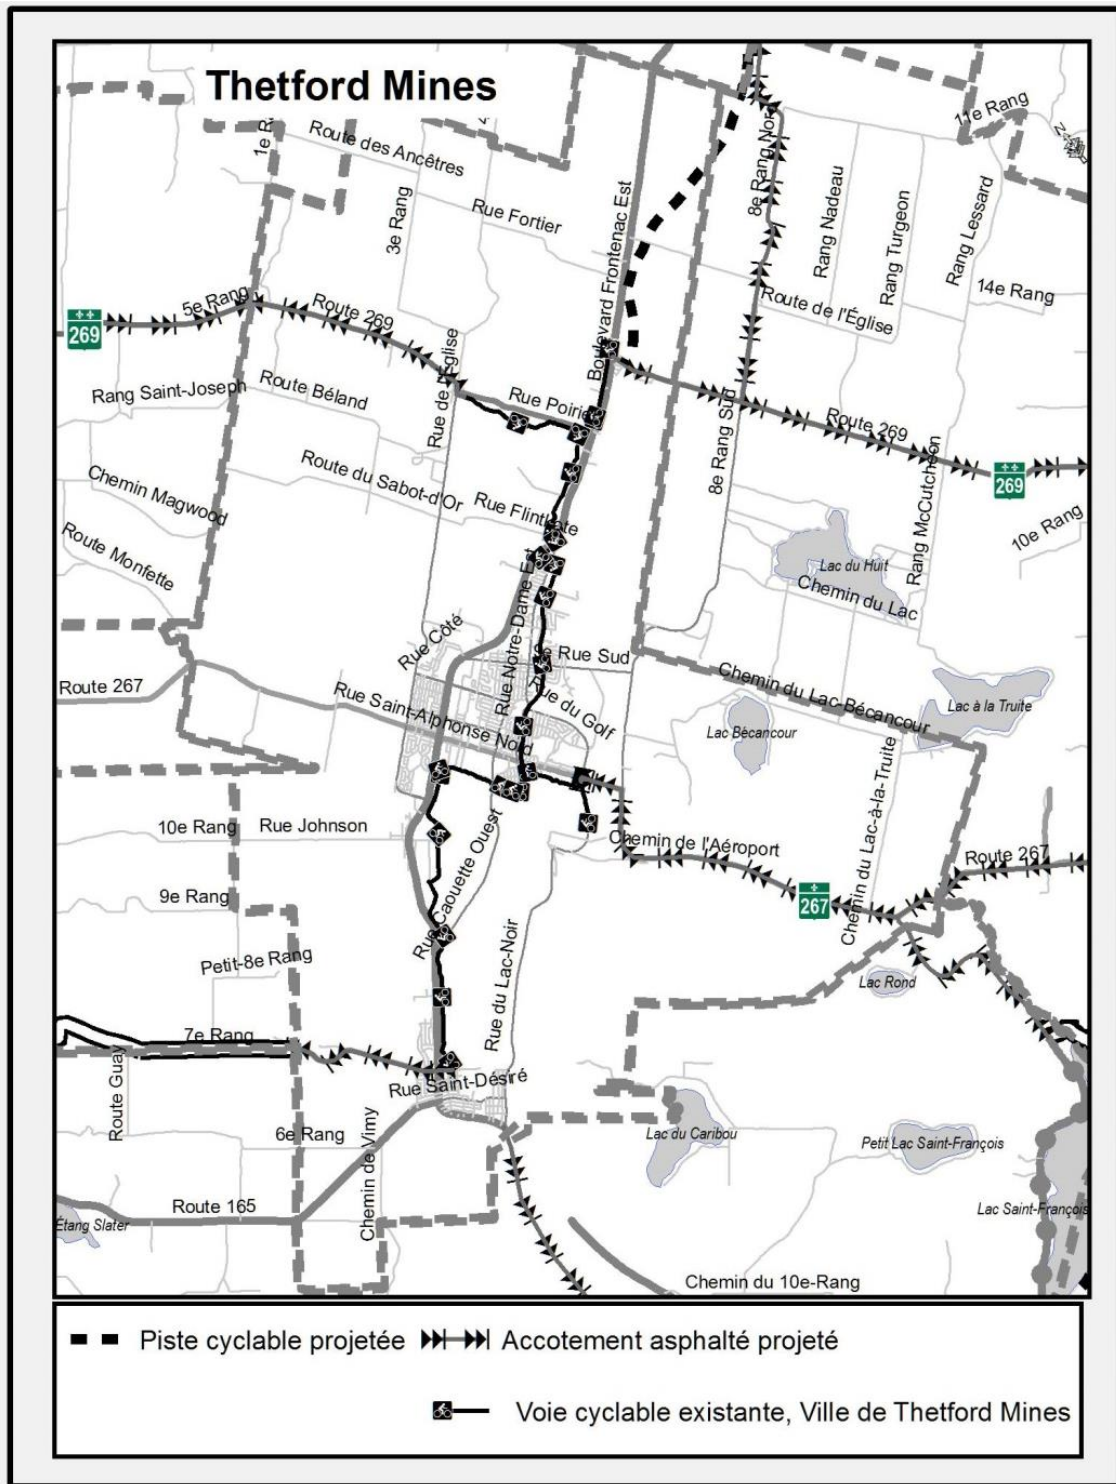 Thetford Mines
11e Rang
Route des Ancêtres
8e Rang Nord
3e Rang
Rue Fortier
Rang Nadeau
Rang Turgeon
Rang Lessard
Boulevard Frontenac Est
14e Rang
5e Rang
Route 269
269
Route de l'Église
Rue de l'Église
Rang Saint-Joseph
Route Béland
Rue Poirier
Route 269
269
8e Rang Sud
Rang McCutcheon
Chemin Magwood
Route du Sabot-d'Or
Rue Flintkote
10e Rang
Route Monfette
Lac du Huit
Chemin du Lac
Rue Côté
Rue Notre-Dame Est
Rue Sud
Route 267
Rue Saint-Alphonse Nord
Rue du Golf
Chemin du Lac-Bécancour
Lac à la Truite
Lac Bécancour
Chemin du Lac-à-la-Truite
10e Rang
Rue Johnson
Rue Caouette Ouest
Chemin de l'Aéroport
Route 267
267
9e Rang
Petit-8e Rang
Rue du Lac-Noir
Lac Rond
7e Rang
Route Guay
Rue Saint-Désiré
6e Rang
Chemin de Vimy
Lac du Caribou
Petit Lac Saint-François
Route 165
Étang Slater
Lac Saint-François
Chemin du 10e-Rang
Piste cyclable projetée
Accotement asphalté projeté
Voie cyclable existante, Ville de Thetford Mines